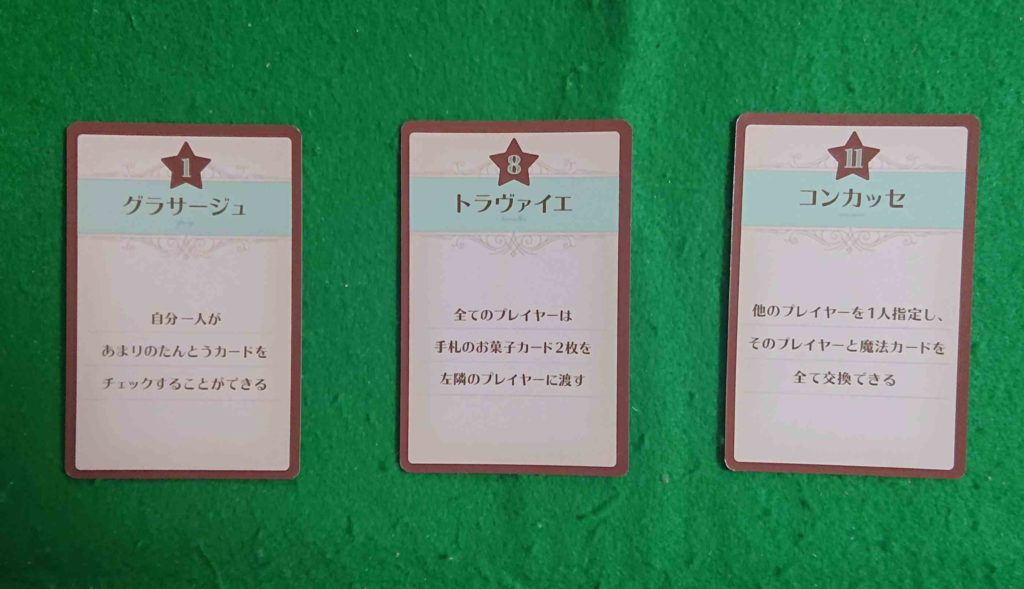 1
グラサージュ
自分一人が
あまりのたんとうカードを
チェックすることができる
8
トラヴァイエ
全てのプレイヤーは
手札のお菓子カード2枚を
左隣のプレイヤーに渡す
11
コンカッセ
他のプレイヤーを1人指定し、
そのプレイヤーと魔法カードを
全て交換できる